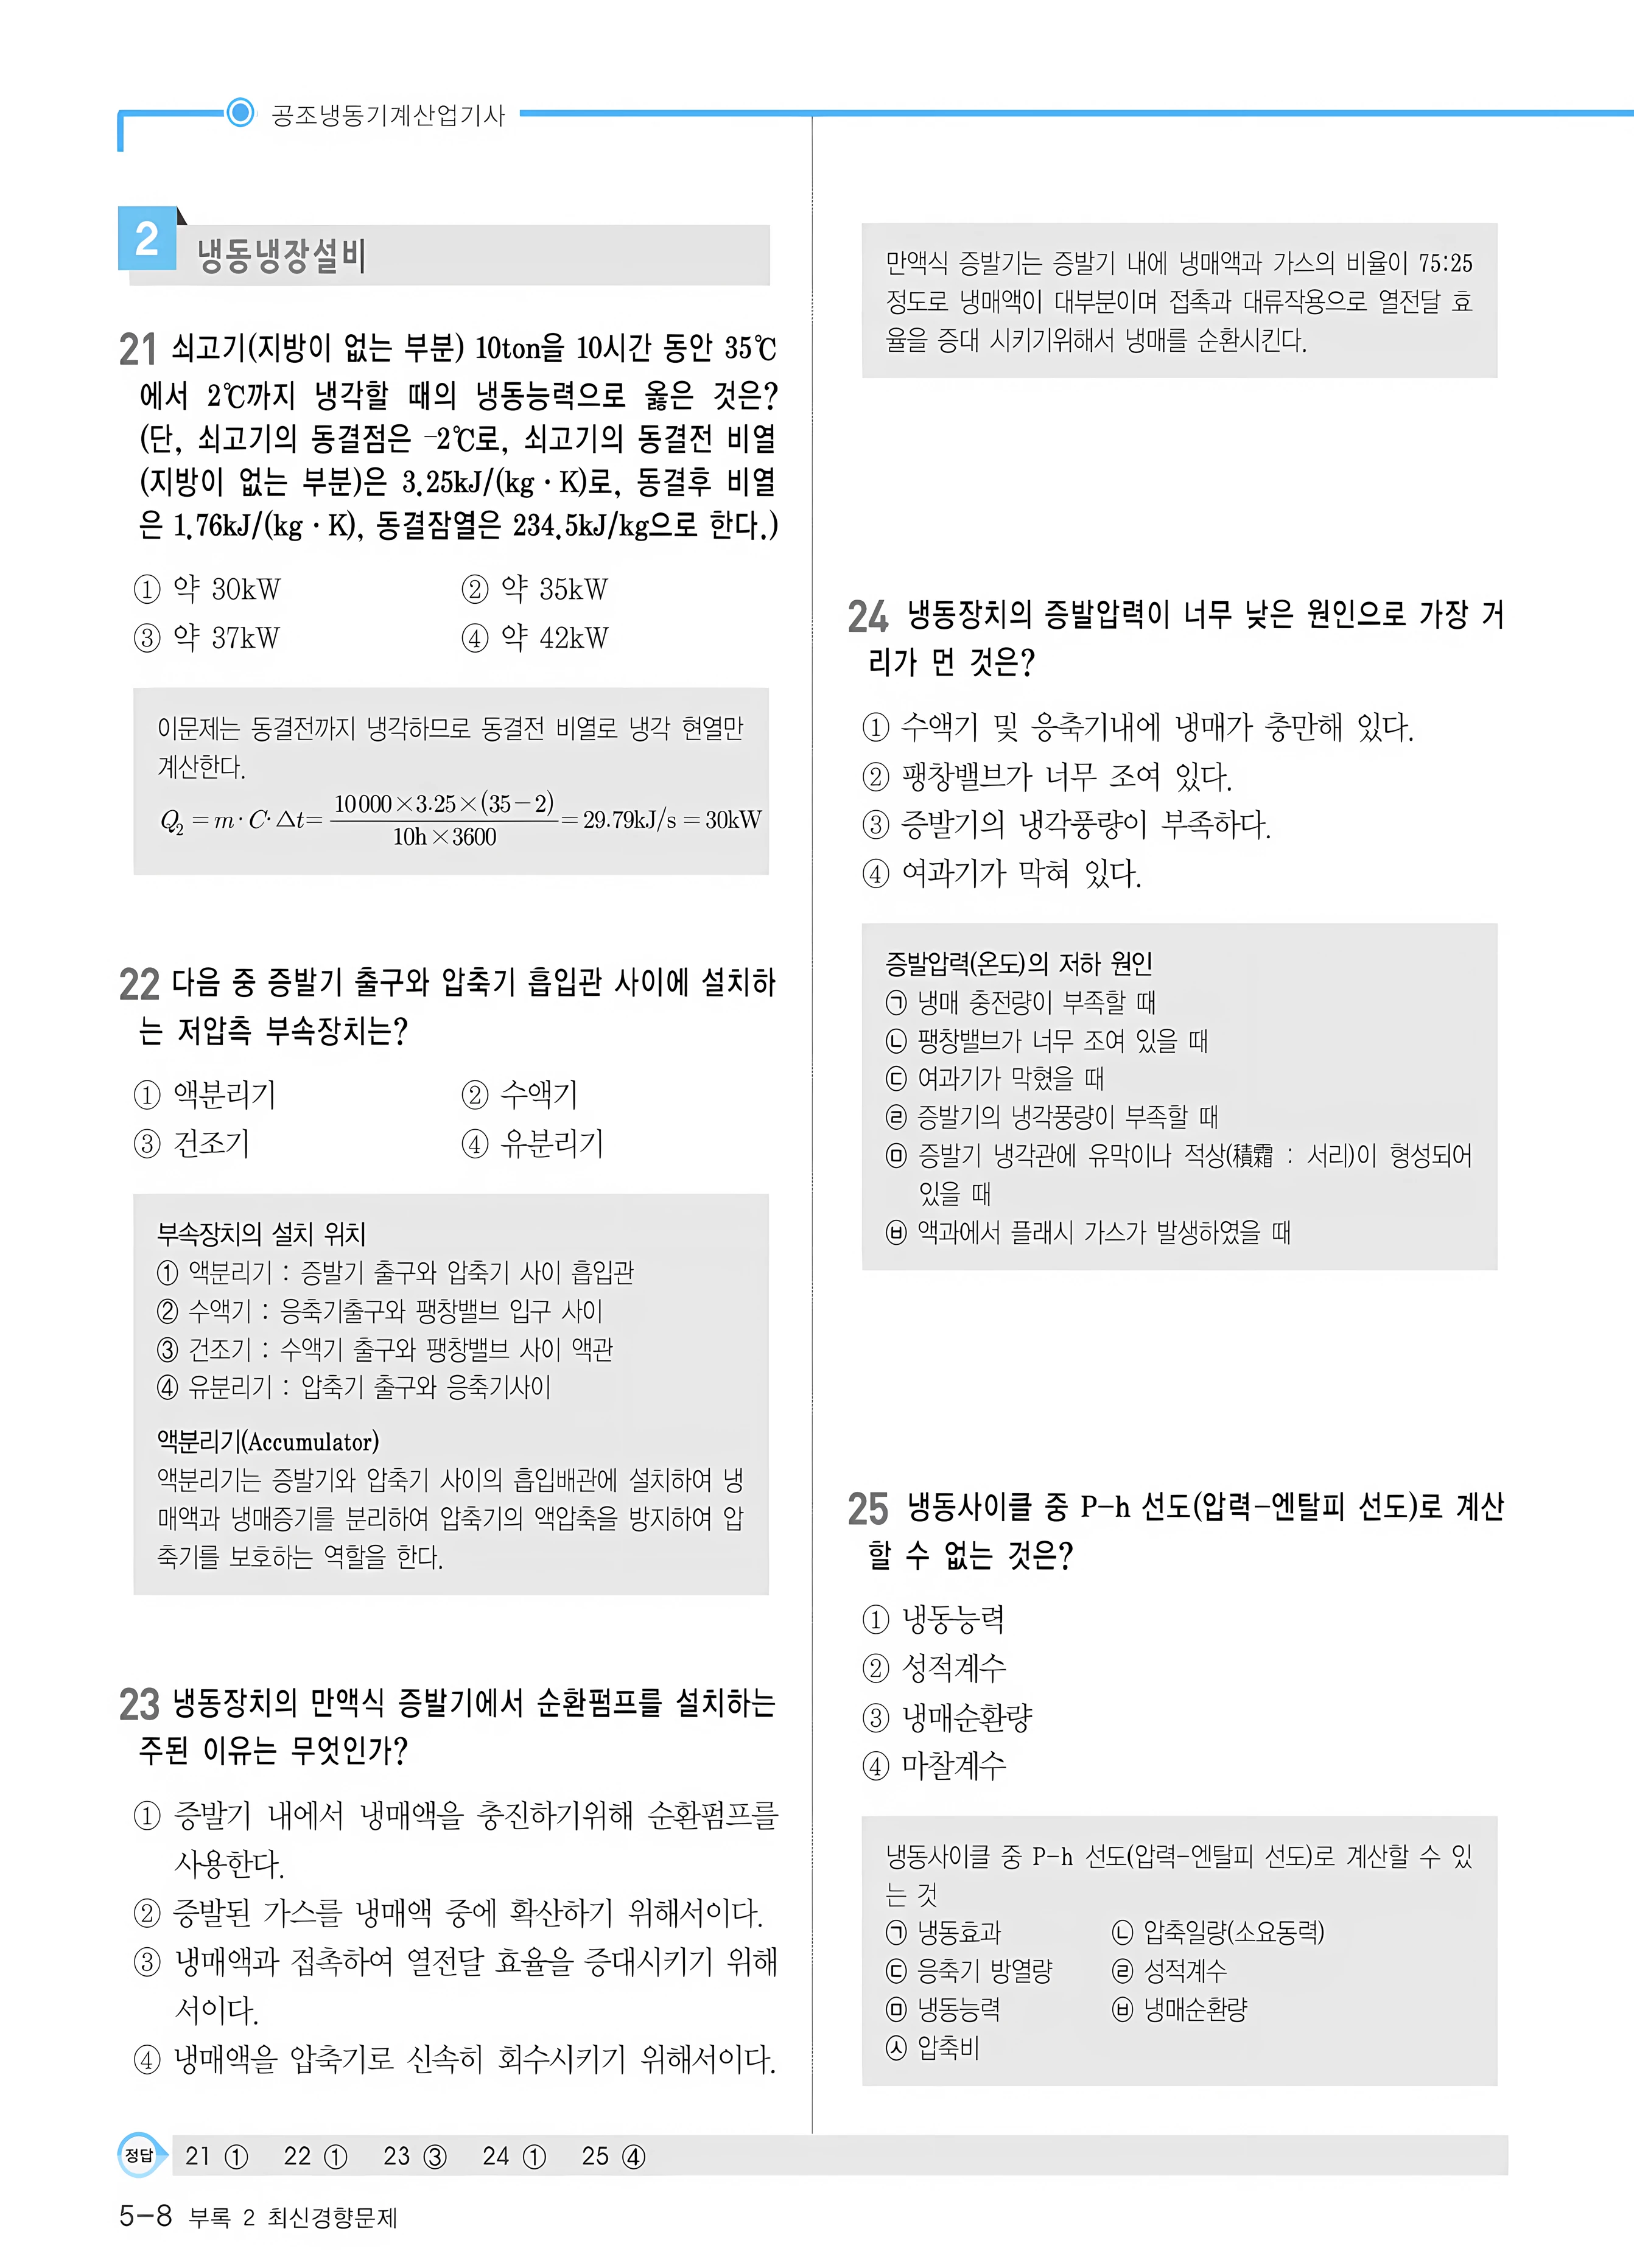 공조냉동기계산업기사
2 냉동냉장설비
21 쇠고기(지방이 없는 부분) 10ton을 10시간 동안 35℃
에서 2℃까지 냉각할 때의 냉동능력으로 옳은 것은?
(단, 쇠고기의 동결점은 -2℃로, 쇠고기의 동결전 비열
(지방이 없는 부분)은 3.25kJ/(kg·K)로, 동결후 비열
은 1.76kJ/(kg·K), 동결잠열은 234.5kJ/kg으로 한다.)
① 약 30kW ② 약 35kW
③ 약 37kW ④ 약 42kW
이문제는 동결전까지 냉각하므로 동결전 비열로 냉각 현열만
계산한다.
Q₂ = m·C·Δt = 10000×3.25×(35-2) / 10h×3600 = 29.79kJ/s = 30kW
22 다음 중 증발기 출구와 압축기 흡입관 사이에 설치하
는 저압측 부속장치는?
① 액분리기 ② 수액기
③ 건조기 ④ 유분리기
부속장치의 설치 위치
① 액분리기 : 증발기 출구와 압축기 사이 흡입관
② 수액기 : 응축기출구와 팽창밸브 입구 사이
③ 건조기 : 수액기 출구와 팽창밸브 사이 액관
④ 유분리기 : 압축기 출구와 응축기사이
액분리기(Accumulator)
액분리기는 증발기와 압축기 사이의 흡입배관에 설치하여 냉
매액과 냉매증기를 분리하여 압축기의 액압축을 방지하여 압
축기를 보호하는 역할을 한다.
23 냉동장치의 만액식 증발기에서 순환펌프를 설치하는
주된 이유는 무엇인가?
① 증발기 내에서 냉매액을 충진하기위해 순환펌프를
사용한다.
② 증발된 가스를 냉매액 중에 확산하기 위해서이다.
③ 냉매액과 접촉하여 열전달 효율을 증대시키기 위해
서이다.
④ 냉매액을 압축기로 신속히 회수시키기 위해서이다.
만액식 증발기는 증발기 내에 냉매액과 가스의 비율이 75:25
정도로 냉매액이 대부분이며 접촉과 대류작용으로 열전달 효
율을 증대 시키기위해서 냉매를 순환시킨다.
24 냉동장치의 증발압력이 너무 낮은 원인으로 가장 거
리가 먼 것은?
① 수액기 및 응축기내에 냉매가 충만해 있다.
② 팽창밸브가 너무 조여 있다.
③ 증발기의 냉각풍량이 부족하다.
④ 여과기가 막혀 있다.
증발압력(온도)의 저하 원인
㉠ 냉매 충전량이 부족할 때
㉡ 팽창밸브가 너무 조여 있을 때
㉢ 여과기가 막혔을 때
㉣ 증발기의 냉각풍량이 부족할 때
㉤ 증발기 냉각관에 유막이나 적상(積霜 : 서리)이 형성되어
있을 때
㉥ 액과에서 플래시 가스가 발생하였을 때
25 냉동사이클 중 P-h 선도(압력-엔탈피 선도)로 계산
할 수 없는 것은?
① 냉동능력
② 성적계수
③ 냉매순환량
④ 마찰계수
냉동사이클 중 P-h 선도(압력-엔탈피 선도)로 계산할 수 있
는 것
㉠ 냉동효과 ㉡ 압축일량(소요동력)
㉢ 응축기 방열량 ㉣ 성적계수
㉤ 냉동능력 ㉥ 냉매순환량
㉦ 압축비
정답 21 ① 22 ① 23 ③ 24 ① 25 ④
5-8 부록 2 최신경향문제